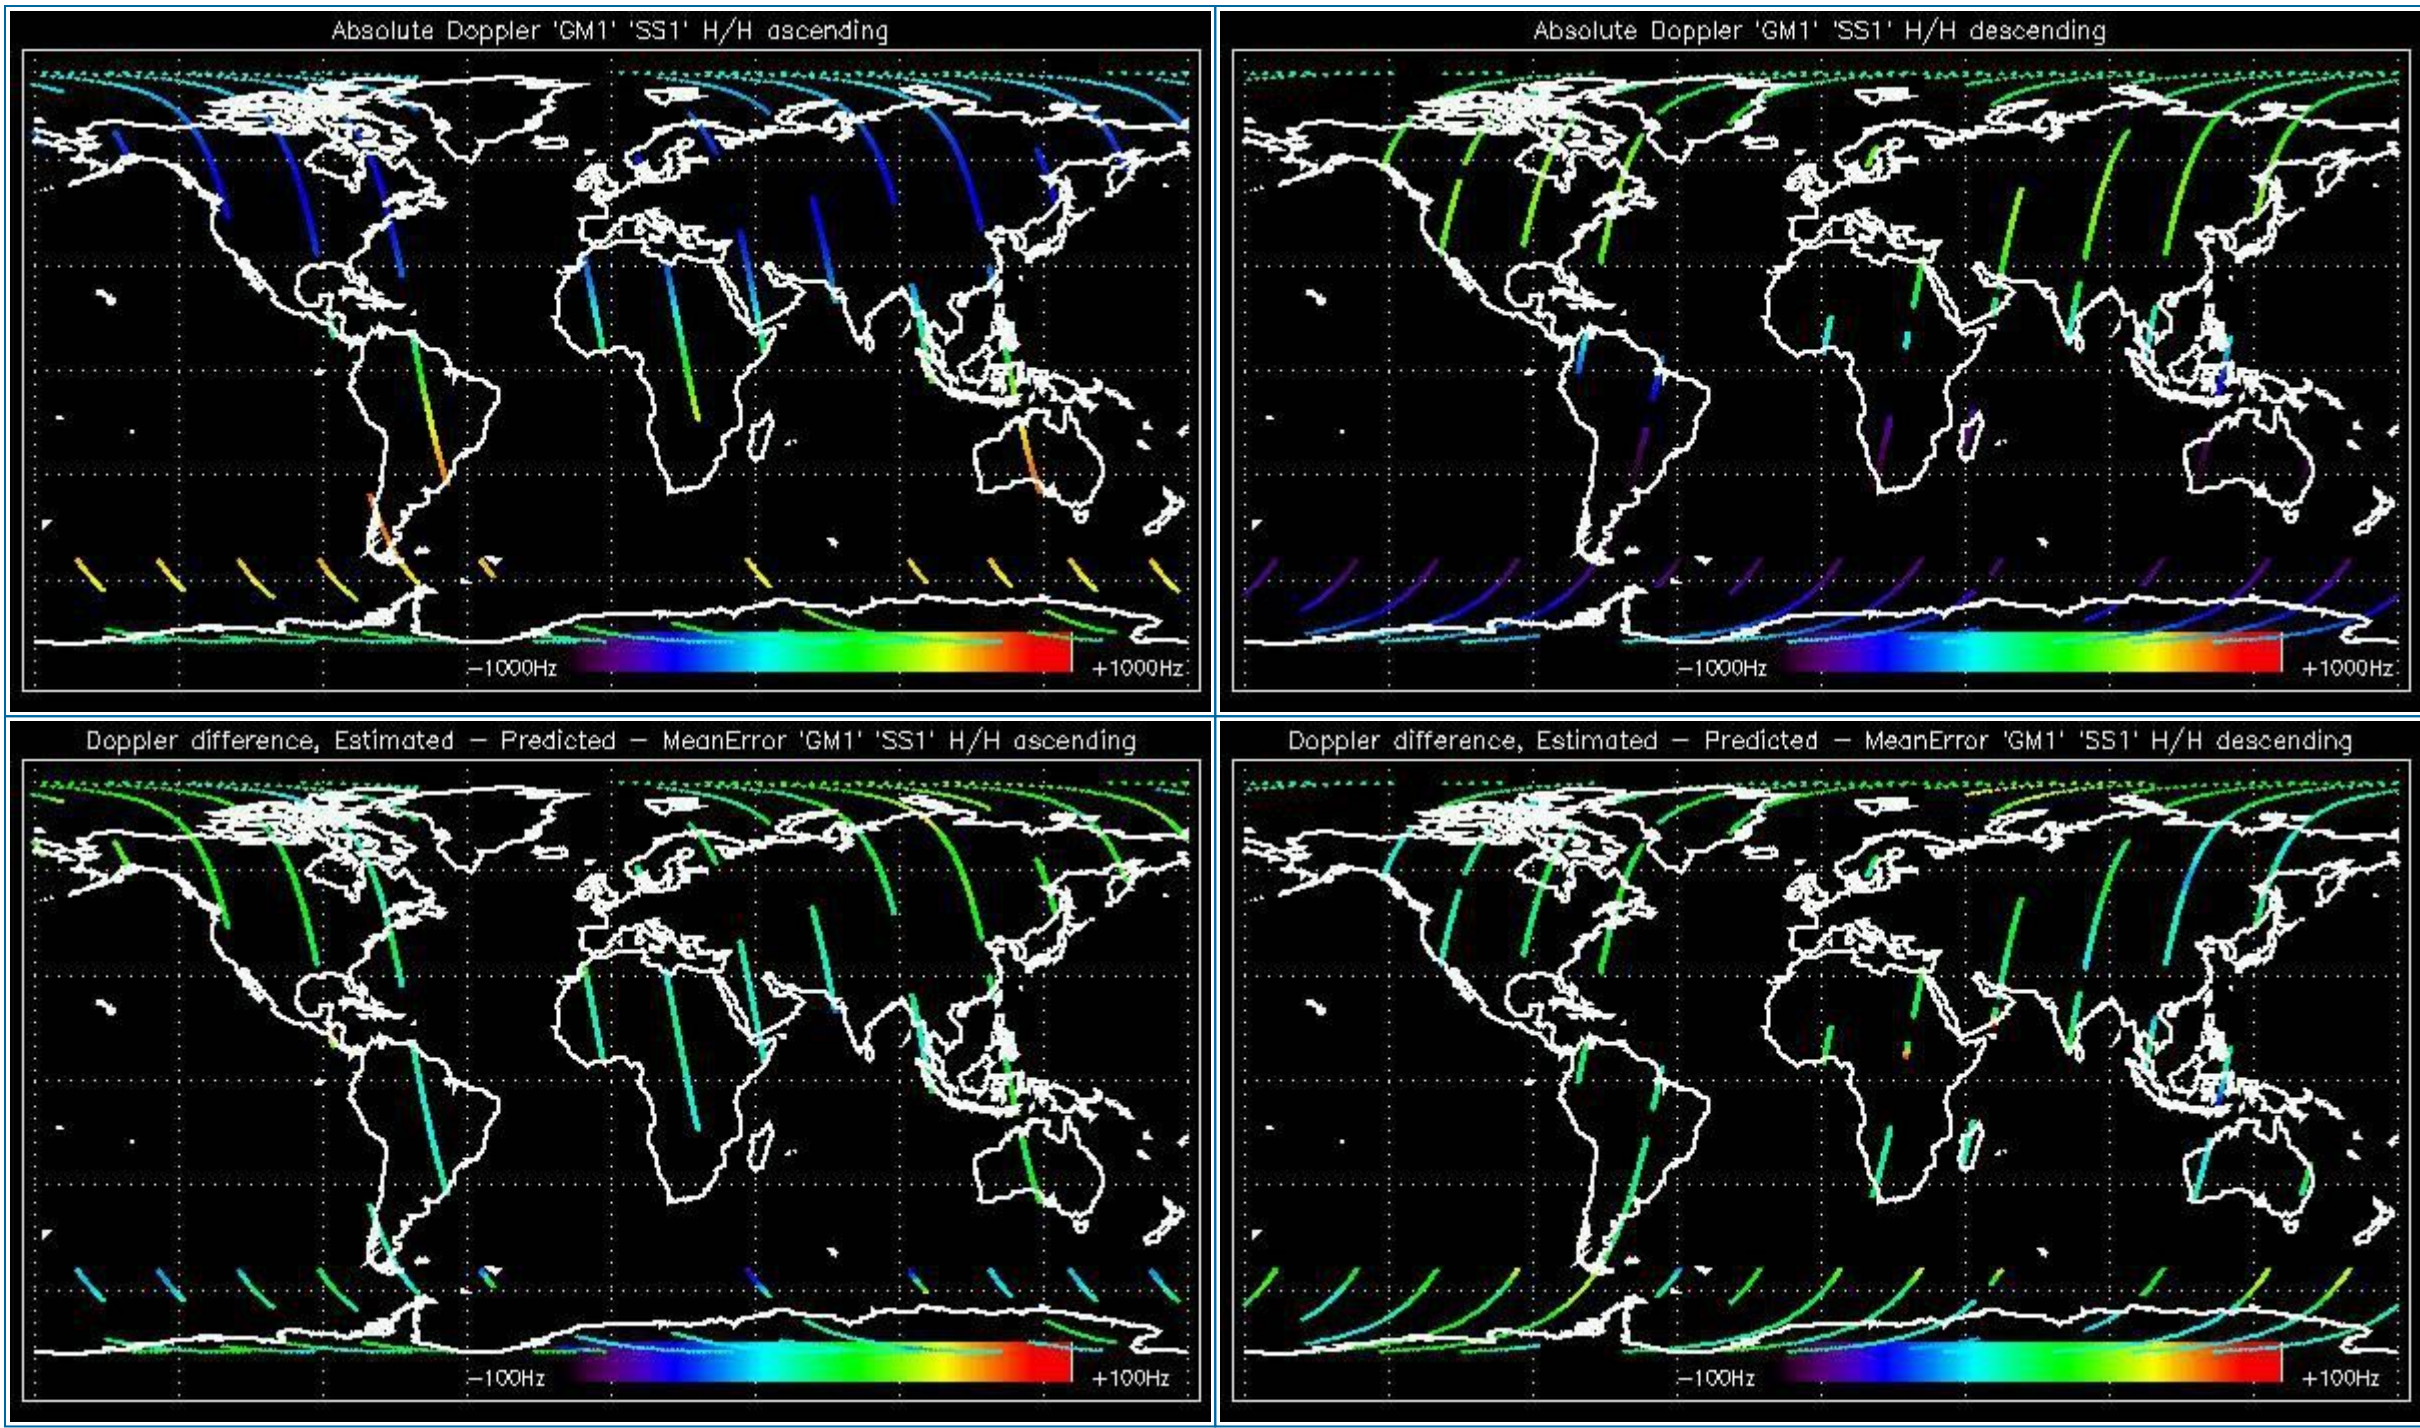 Absolute Doppler 'GM1' 'SS1' H/H ascending
-1000Hz
+1000Hz
Absolute Doppler 'GM1' 'SS1' H/H descending
-1000Hz
+1000Hz
Doppler difference, Estimated - Predicted - MeanError 'GM1' 'SS1' H/H ascending
-100Hz
+100Hz
Doppler difference, Estimated - Predicted - MeanError 'GM1' 'SS1' H/H descending
-100Hz
+100Hz